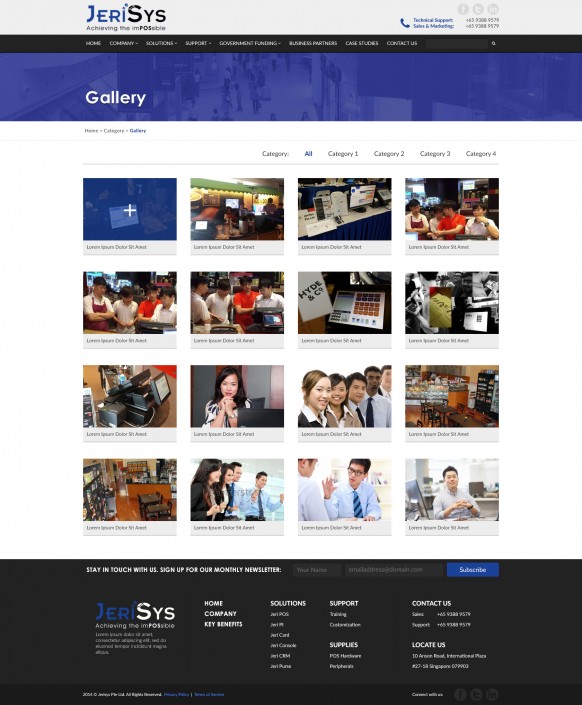 JERISYS
Achieving the imPOSsible
Technical Support: +65 9388 9579
Sales & Marketing: +65 9388 9579
HOME COMPANY SOLUTIONS SUPPORT GOVERNMENT FUNDING BUSINESS PARTNERS CASE STUDIES CONTACT US
Gallery
Home > Category > Gallery
Category: All Category 1 Category 2 Category 3 Category 4
Lorem Ipsum Dolor Sit Amet Lorem Ipsum Dolor Sit Amet Lorem Ipsum Dolor Sit Amet Lorem Ipsum Dolor Sit Amet
HYDE
& Co
Lorem Ipsum Dolor Sit Amet Lorem Ipsum Dolor Sit Amet Lorem Ipsum Dolor Sit Amet Lorem Ipsum Dolor Sit Amet
Lorem Ipsum Dolor Sit Amet Lorem Ipsum Dolor Sit Amet Lorem Ipsum Dolor Sit Amet Lorem Ipsum Dolor Sit Amet
Lorem Ipsum Dolor Sit Amet Lorem Ipsum Dolor Sit Amet Lorem Ipsum Dolor Sit Amet Lorem Ipsum Dolor Sit Amet
STAY IN TOUCH WITH US. SIGN UP FOR OUR MONTHLY NEWSLETTER: Your Name emailaddress@domain.com Subscribe
JERISYS
Achieving the imPOSsible
Lorem ipsum dolor sit amet,
consectetur adipiscing elit, sed do
eiusmod tempor incididunt magna
aliqua.
HOME
COMPANY
KEY BENEFITS
SOLUTIONS
Jeri POS
Jeri PI
Jeri Card
Jeri Console
Jeri CRM
Jeri Purse
SUPPORT
Training
Customization
SUPPLIES
POS Hardware
Peripherals
CONTACT US
Sales: +65 9388 9579
Support: +65 9388 9579
LOCATE US
10 Anson Road, International Plaza
#27-18 Singapore 079903
2014 © Jerisys Pte Ltd. All Rights Reserved. Privacy Policy | Terms of Service
Connect with us: